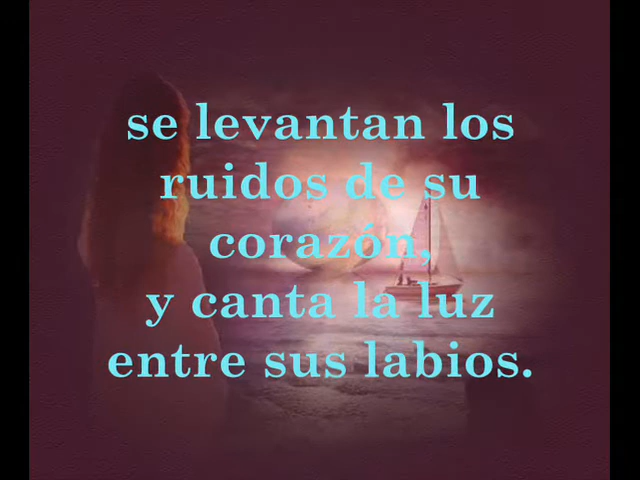 se levantan los
ruidos de su
corazón,
y canta la luz
entre sus labios.